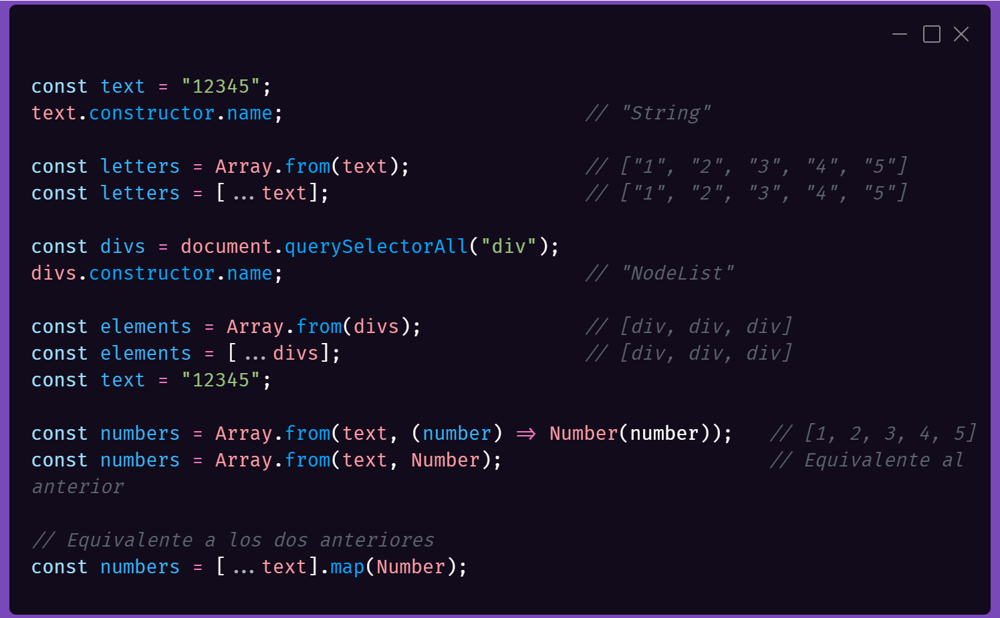 const text = "12345";
text.constructor.name; // "String"
const letters = Array.from(text); // ["1", "2", "3", "4", "5"]
const letters = [...text]; // ["1", "2", "3", "4", "5"]
const divs = document.querySelectorAll("div");
divs.constructor.name; // "NodeList"
const elements = Array.from(divs); // [div, div, div]
const elements = [...divs]; // [div, div, div]
const text = "12345";
const numbers = Array.from(text, (number) => Number(number)); // [1, 2, 3, 4, 5]
const numbers = Array.from(text, Number); // Equivalente al
anterior
// Equivalente a los dos anteriores
const numbers = [...text].map(Number);